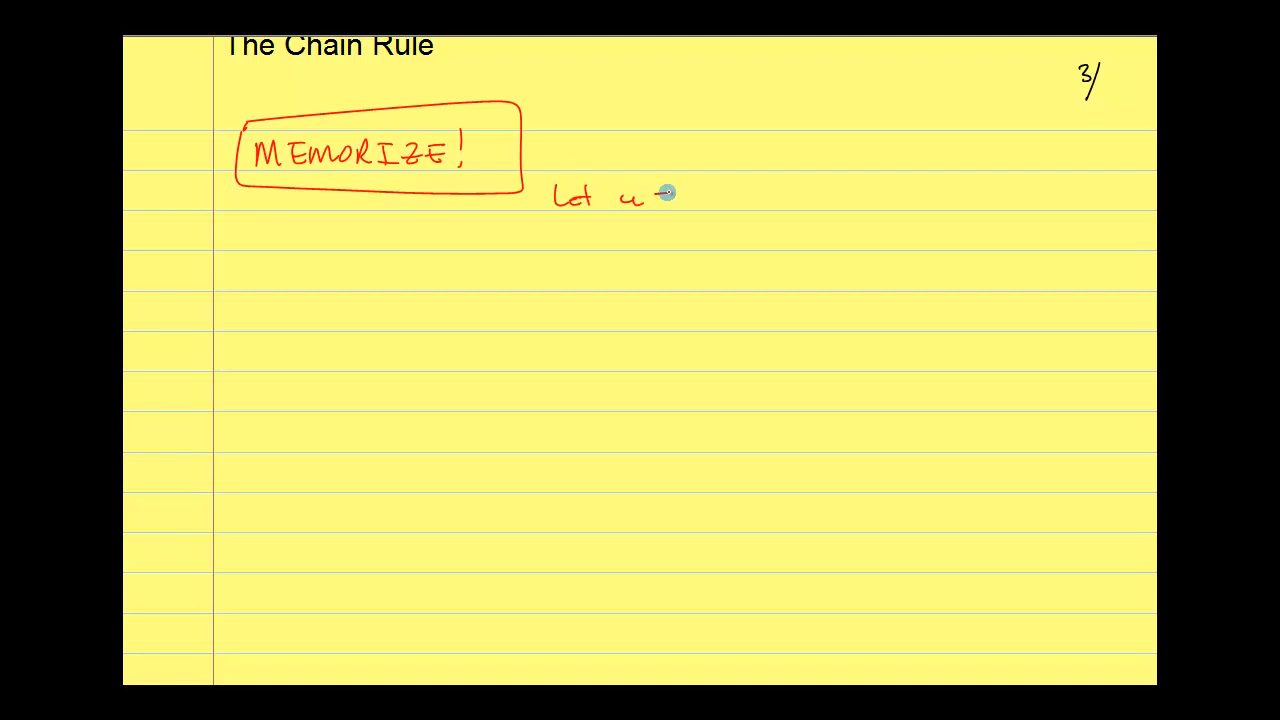 The Chain Rule
3/
MEMORIZE!
Let u =